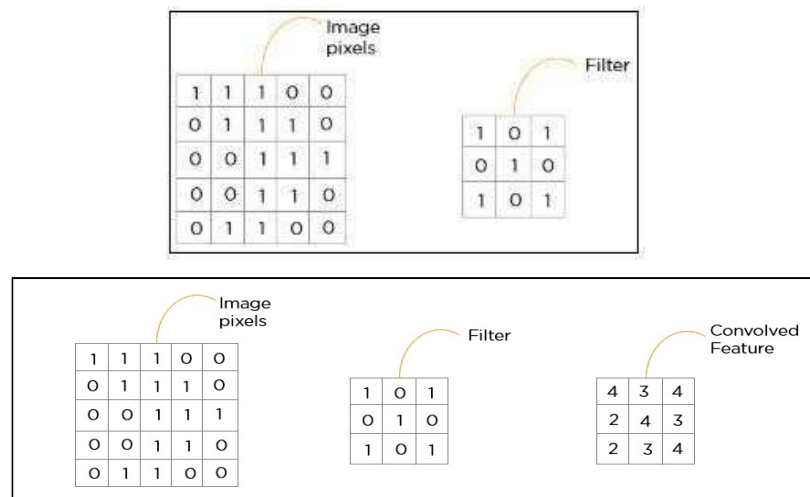 Image
pixels
Filter
1 1 1 0 0
0 1 1 1 0
0 0 1 1 1
0 0 1 1 0
0 1 1 0 0
1 0 1
0 1 0
1 0 1
Image
pixels
Filter
Convolved
Feature
1 1 1 0 0
0 1 1 1 0
0 0 1 1 1
0 0 1 1 0
0 1 1 0 0
1 0 1
0 1 0
1 0 1
4 3 4
2 4 3
2 3 4